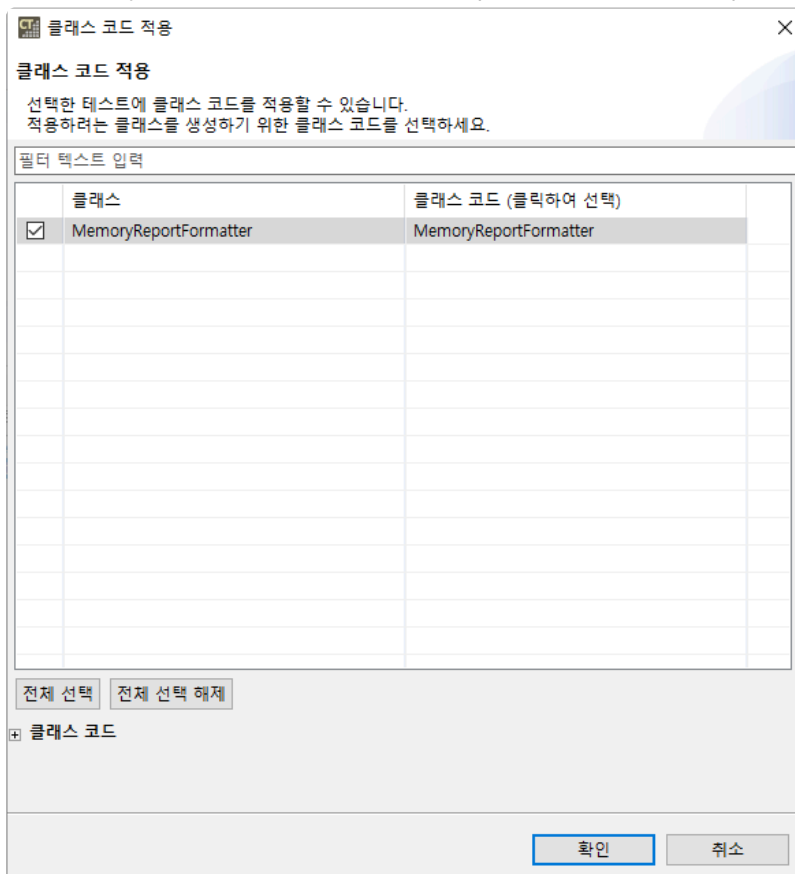 CT 클래스 코드 적용
클래스 코드 적용
선택한 테스트에 클래스 코드를 적용할 수 있습니다.
적용하려는 클래스를 생성하기 위한 클래스 코드를 선택하세요.
필터 텍스트 입력
클래스 클래스 코드 (클릭하여 선택)
MemoryReportFormatter MemoryReportFormatter
전체 선택 전체 선택 해제
클래스 코드
확인 취소